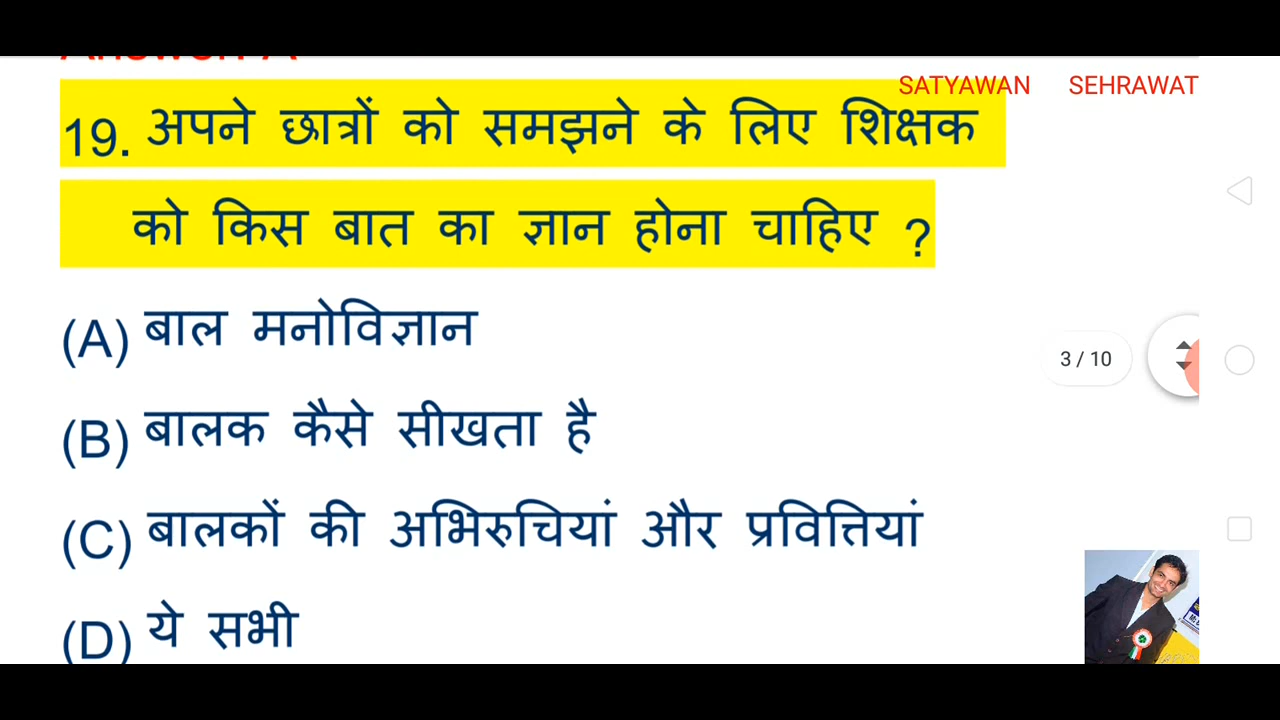 SATYAWAN SEHRAWAT
19. अपने छात्रों को समझने के लिए शिक्षक
को किस बात का ज्ञान होना चाहिए ?
(A) बाल मनोविज्ञान
(B) बालक कैसे सीखता है
3 / 10
(C) बालकों की अभिरुचियां और प्रवित्तियां
(D) ये सभी